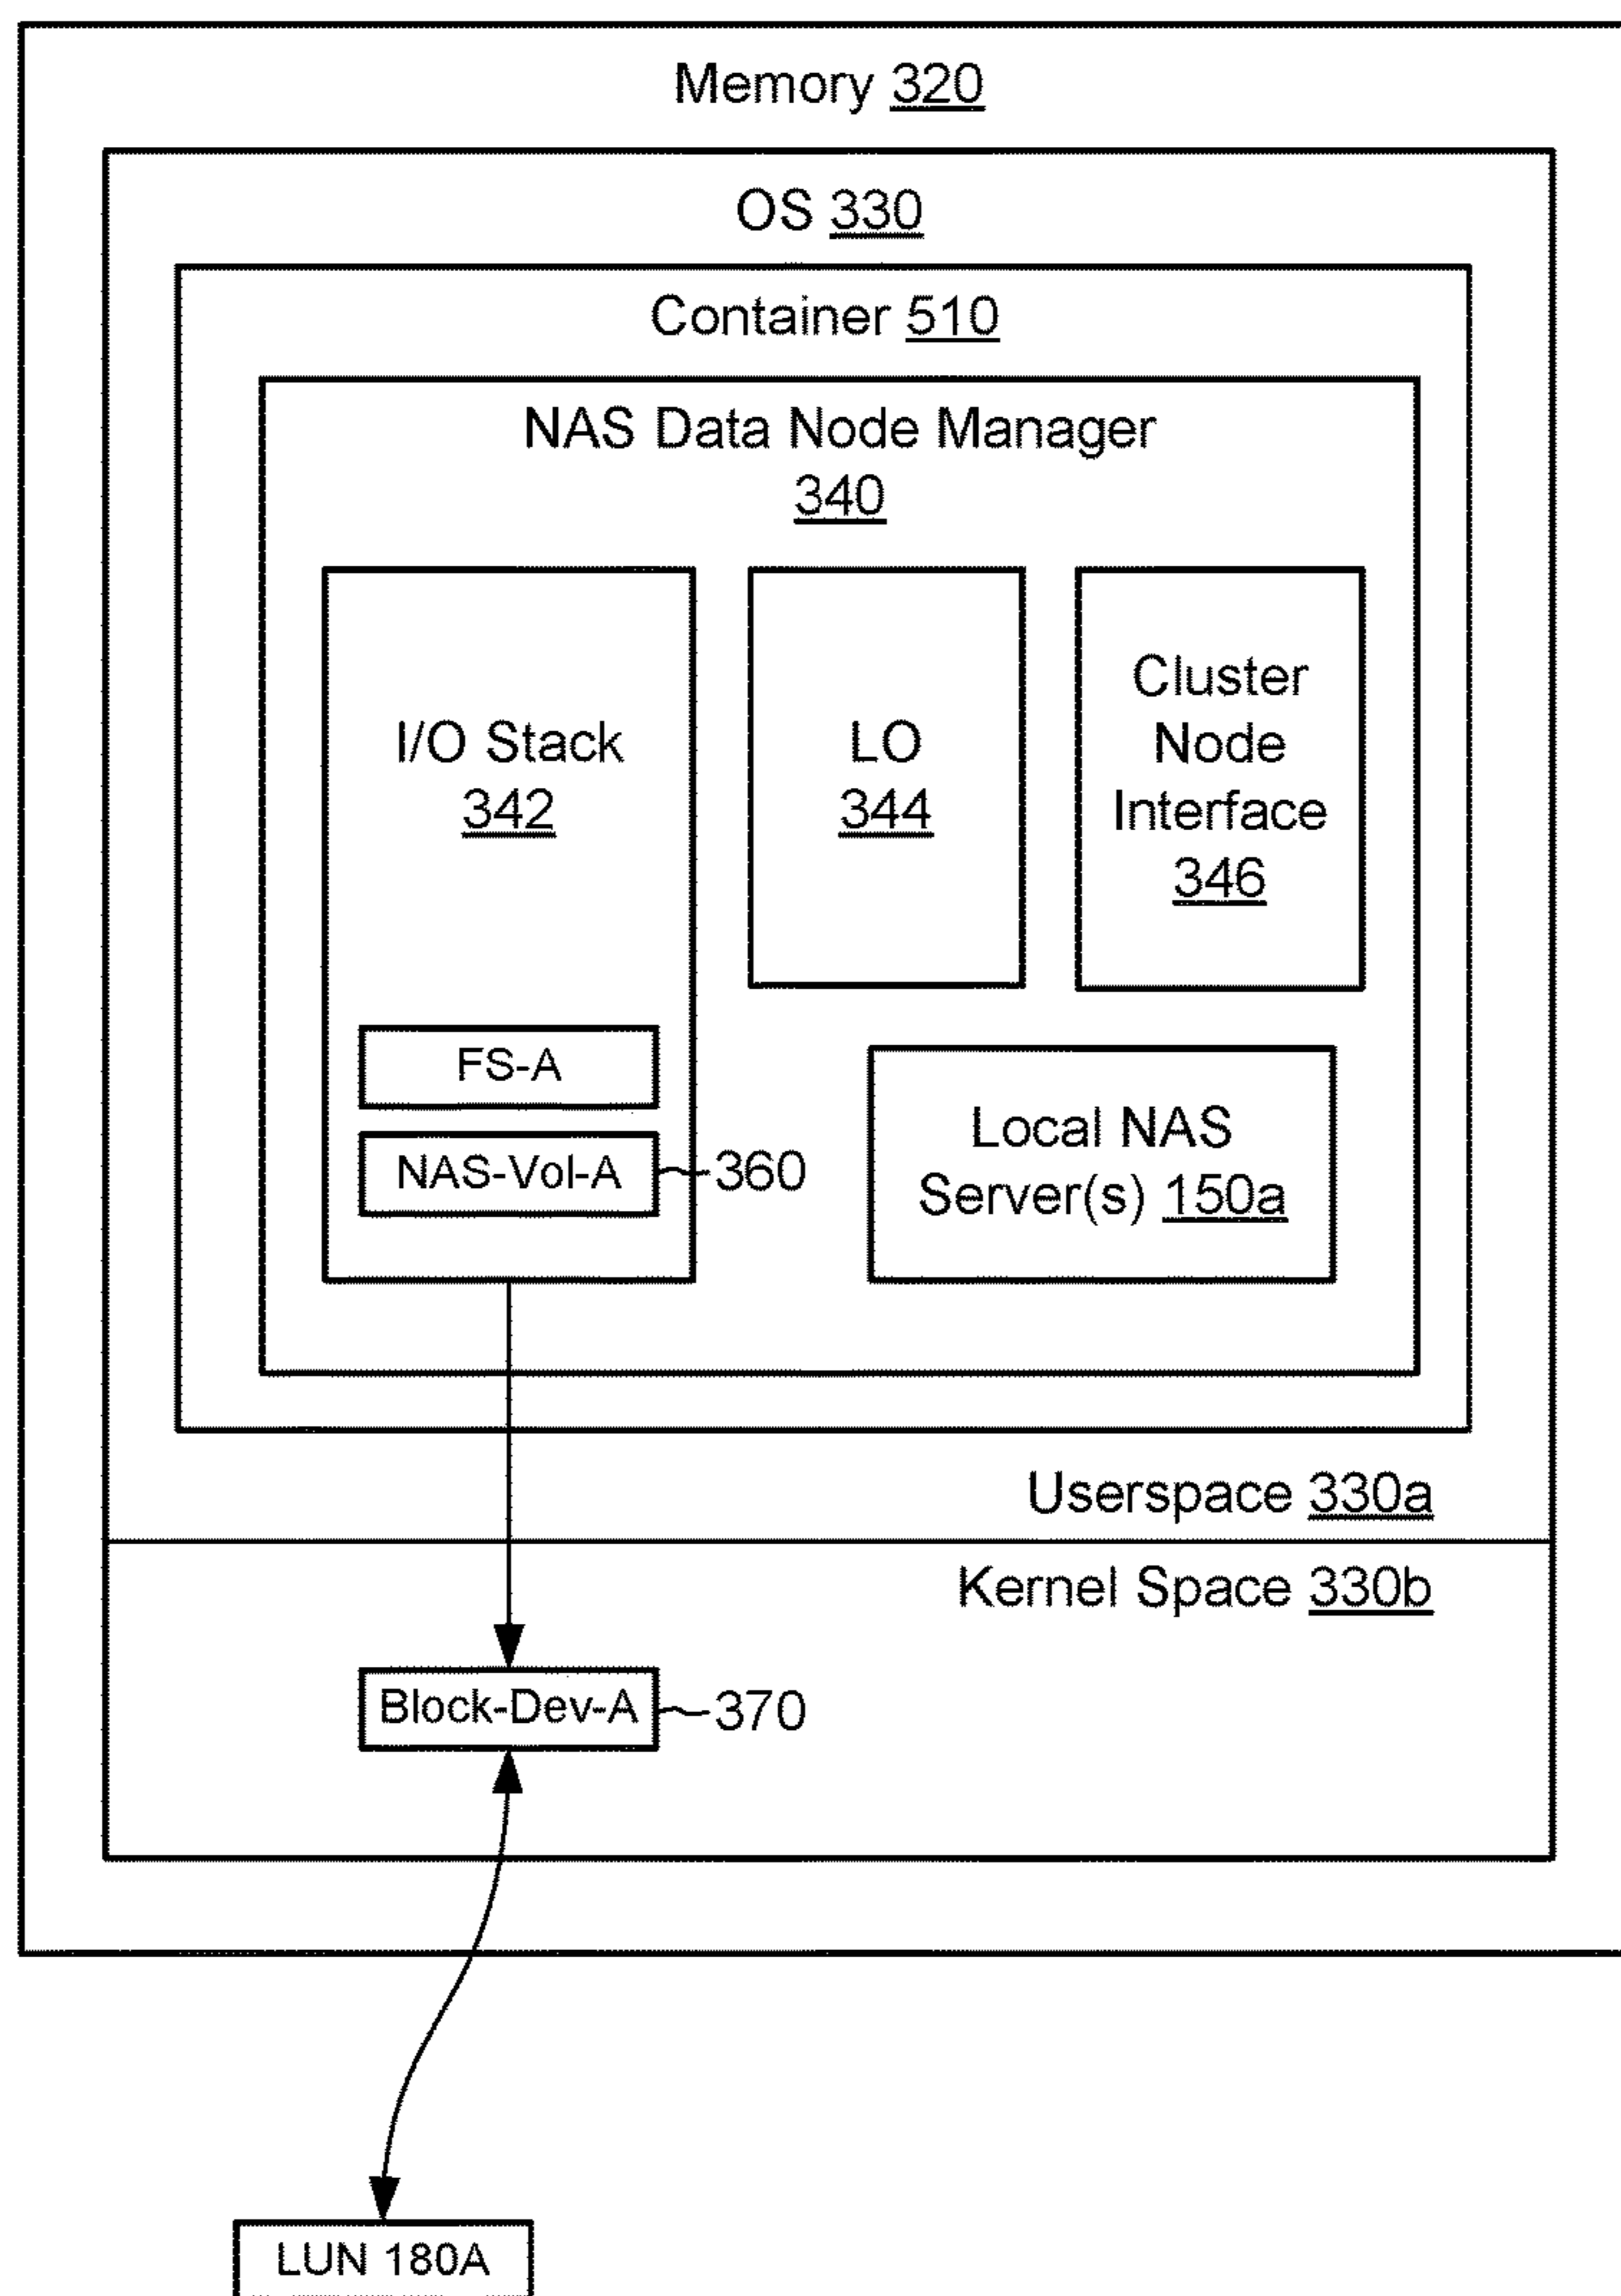 Memory 320
OS 330
Container 510
NAS Data Node Manager
340
I/O Stack
342
LO
344
Cluster
Node
Interface
346
FS-A
NAS-Vol-A
360
Local NAS
Server(s) 150a
Userspace 330a
Kernel Space 330b
Block-Dev-A
370
LUN 180A